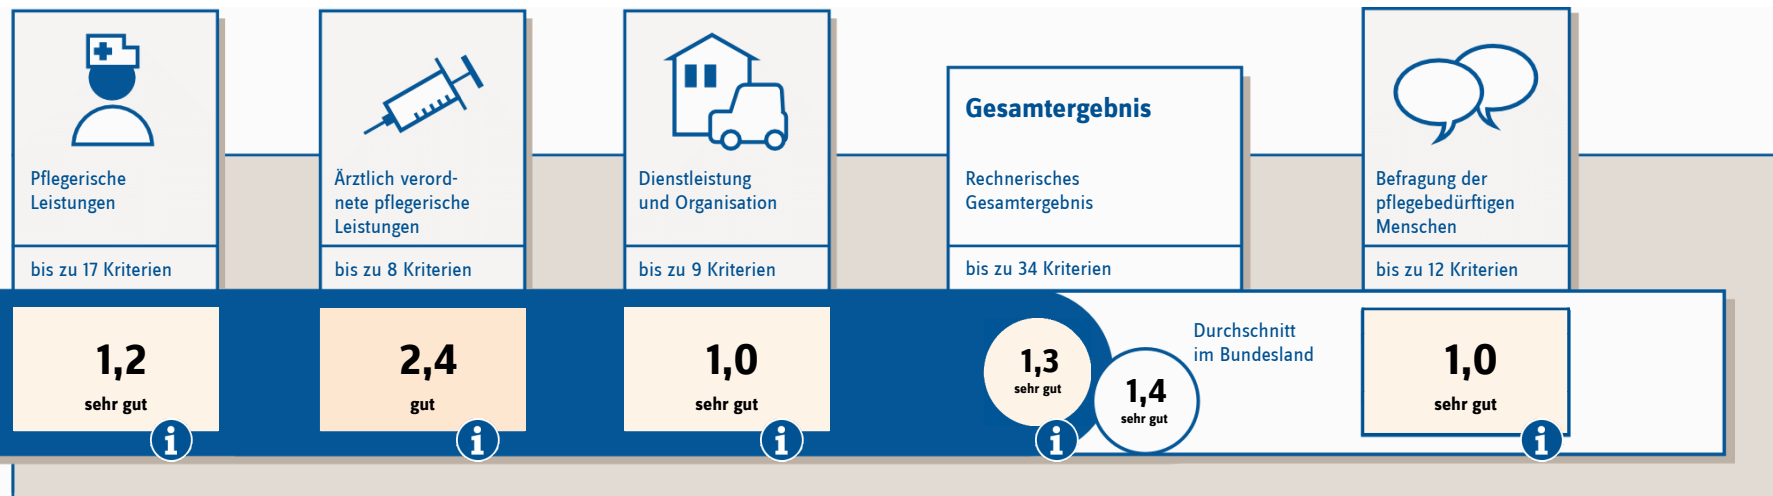 Pflegerische
Leistungen
bis zu 17 Kriterien
1,2
sehr gut
i
Ärztlich verord-
nete pflegerische
Leistungen
bis zu 8 Kriterien
2,4
gut
i
Dienstleistung
und Organisation
bis zu 9 Kriterien
1,0
sehr gut
i
Gesamtergebnis
Rechnerisches
Gesamtergebnis
bis zu 34 Kriterien
1,3
sehr gut
i
1,4
sehr gut
Durchschnitt
im Bundesland
Befragung der
pflegebedürftigen
Menschen
bis zu 12 Kriterien
1,0
sehr gut
i